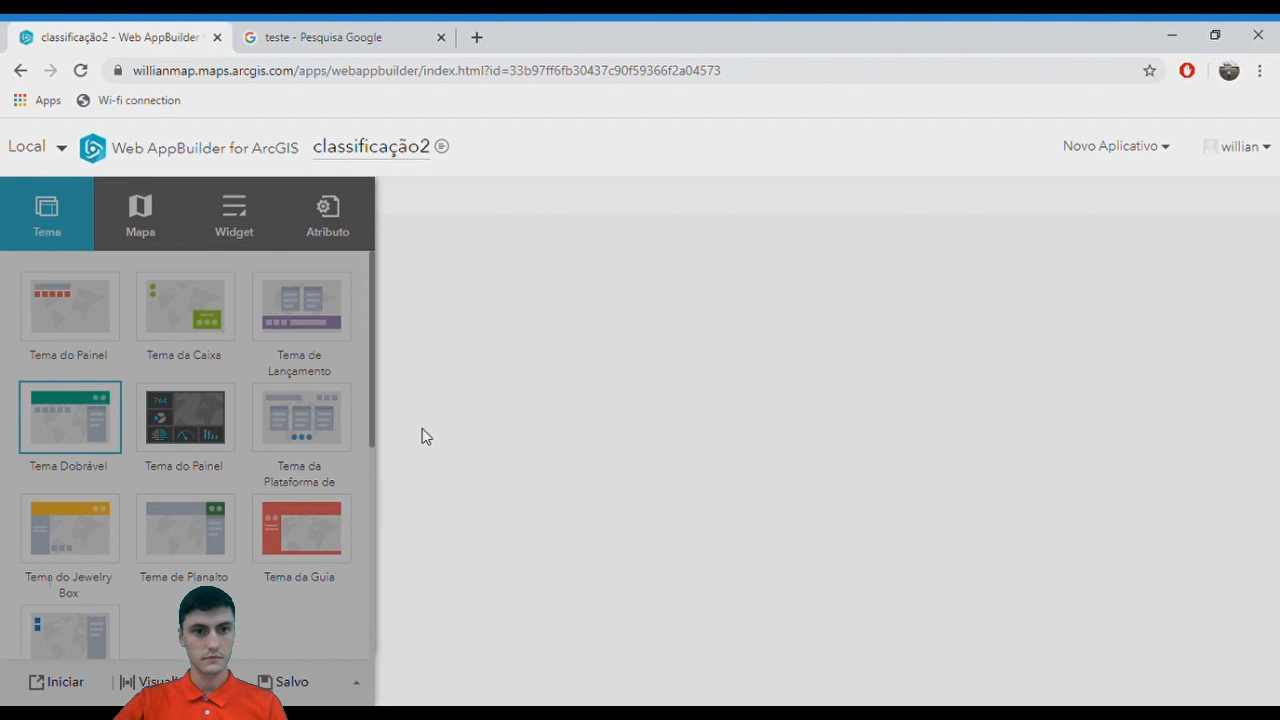 classificação2 - Web AppBuilder
teste - Pesquisa Google
willianmap.maps.arcgis.com/apps/webappbuilder/index.html?id=33b97ff6fb30437c90f59366f2a04573
Apps
Wi-fi connection
Local
Web AppBuilder for ArcGIS
classificação2
Novo Aplicativo
willian
Tema
Mapa
Widget
Atributo
Tema do Painel
Tema da Caixa
Tema de
Lançamento
764
Tema Dobrável
Tema do Painel
Tema da
Plataforma de
Tema do Jewelry
Box
Tema de Planalto
Tema da Guia
Iniciar
Salvo